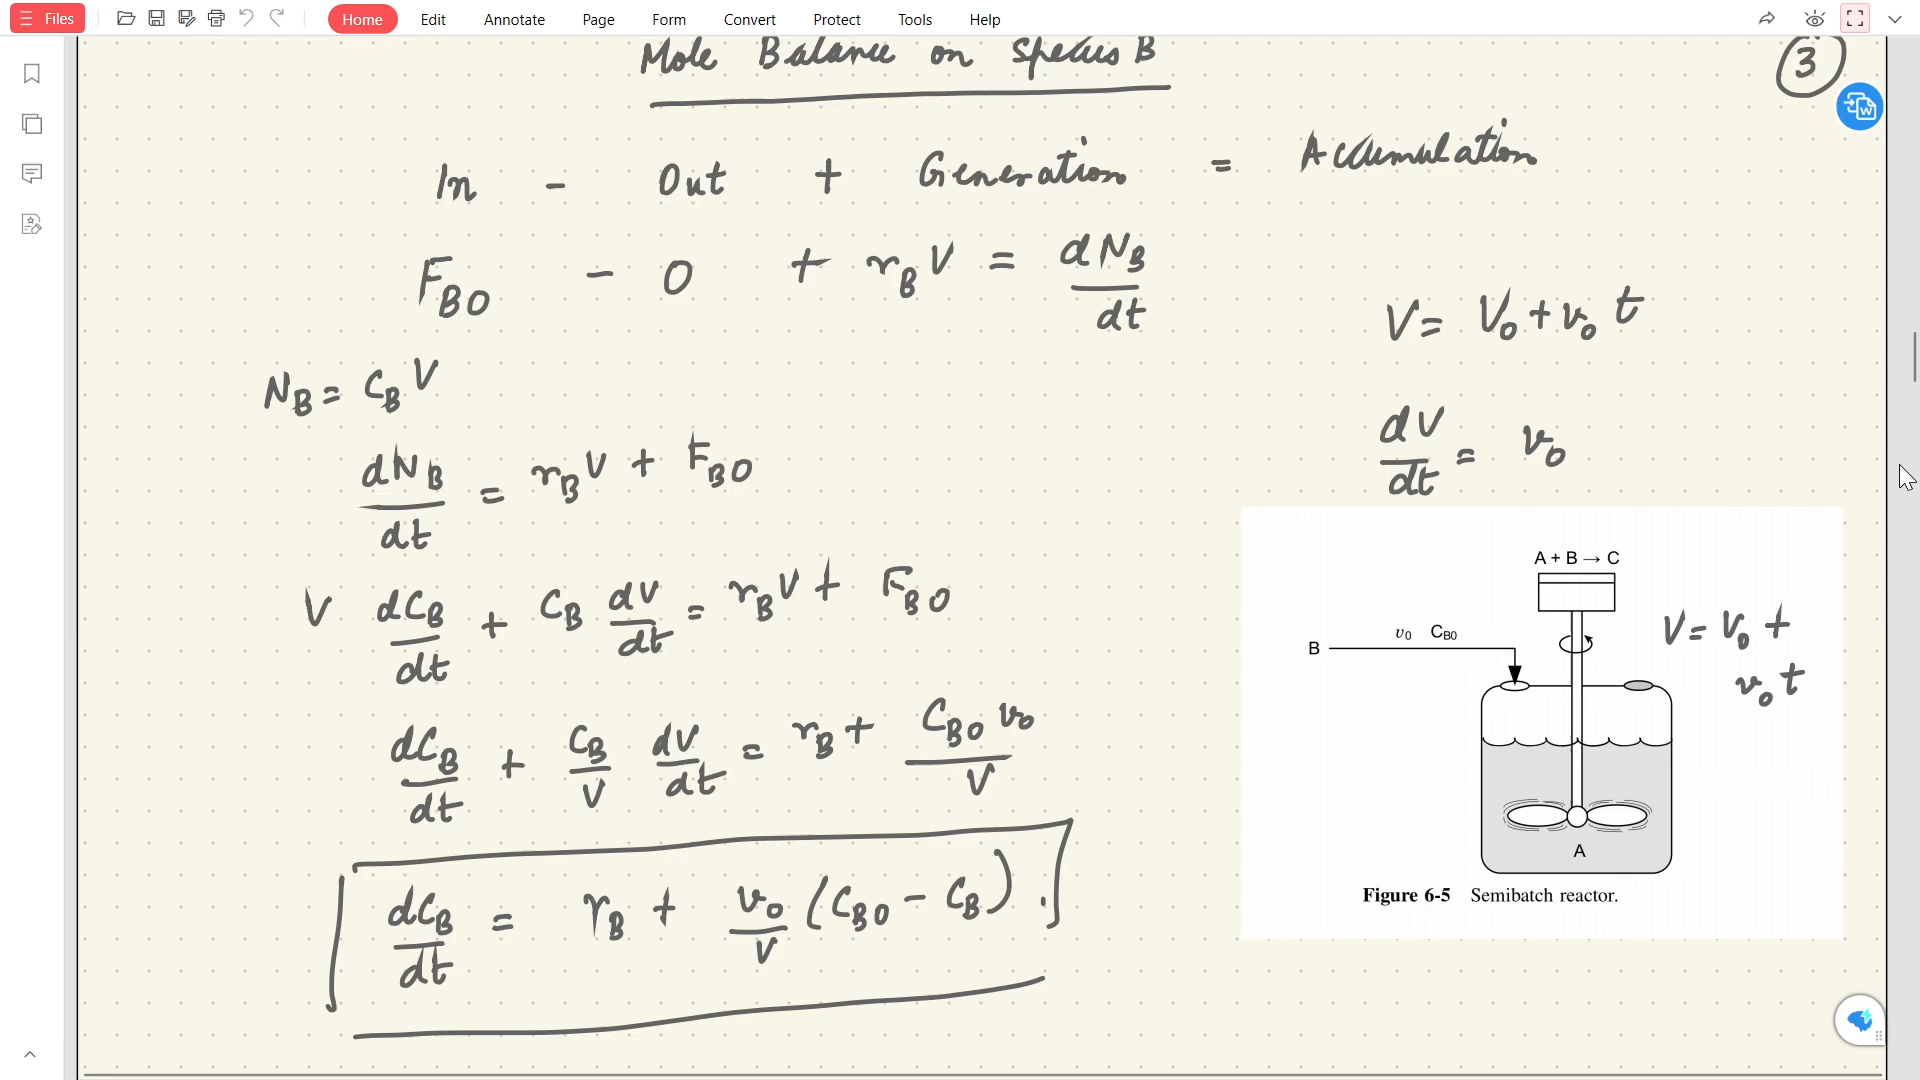 Files Home Edit Annotate Page Form Convert Protect Tools Help
Mole Balance on Species B
3
In - Out + Generation = Accumulation
F_B0 - 0 + r_B V = dN_B/dt
V = V_0 + v_0 t
N_B = C_B V
dV/dt = v_0
dN_B/dt = r_B V + F_B0
V dC_B/dt + C_B dV/dt = r_B V + F_B0
dC_B/dt + C_B/V dV/dt = r_B + C_B0 v_0/V
dC_B/dt = r_B + v_0/V (C_B0 - C_B).
A + B → C
B
υ_0 C_B0
V = V_0 +
v_0 t
A
Figure 6-5 Semibatch reactor.
W